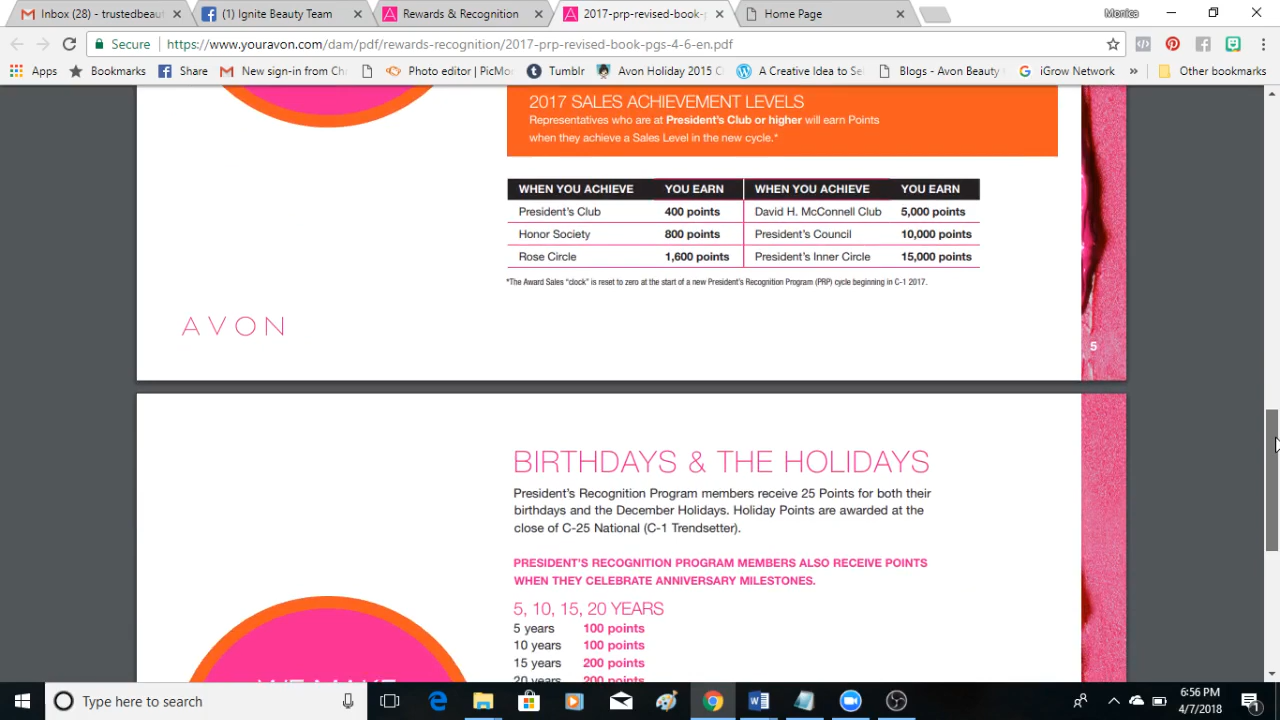 Inbox (28) - trustedbeaut
(1) Ignite Beauty Team
Rewards & Recognition
2017-prp-revised-book-p
Home Page
Monica
Secure
https://www.youravon.com/dam/pdf/rewards-recognition/2017-prp-revised-book-pgs-4-6-en.pdf
Apps
Bookmarks
Share
New sign-in from Chr
Photo editor | PicMo
Tumblr
Avon Holiday 2015 C
A Creative Idea to Sel
Blogs - Avon Beauty
iGrow Network
»
Other bookmarks
2017 SALES ACHIEVEMENT LEVELS
Representatives who are at President's Club or higher will earn Points
when they achieve a Sales Level in the new cycle.*
WHEN YOU ACHIEVE YOU EARN WHEN YOU ACHIEVE YOU EARN
President's Club 400 points David H. McConnell Club 5,000 points
Honor Society 800 points President's Council 10,000 points
Rose Circle 1,600 points President's Inner Circle 15,000 points
*The Award Sales "clock" is reset to zero at the start of a new President's Recognition Program (PRP) cycle beginning in C-1 2017.
AVON
5
BIRTHDAYS & THE HOLIDAYS
President's Recognition Program members receive 25 Points for both their
birthdays and the December Holidays. Holiday Points are awarded at the
close of C-25 National (C-1 Trendsetter).
PRESIDENT'S RECOGNITION PROGRAM MEMBERS ALSO RECEIVE POINTS
WHEN THEY CELEBRATE ANNIVERSARY MILESTONES.
5, 10, 15, 20 YEARS
5 years 100 points
10 years 100 points
15 years 200 points
20 years 200 points
WE MAKE
Type here to search
6:56 PM
4/7/2018
1